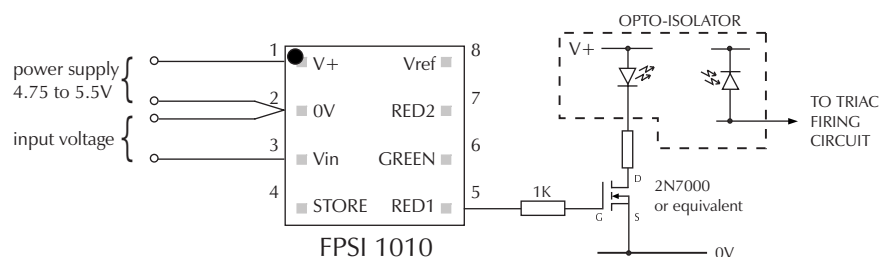 OPTO-ISOLATOR
power supply
4.75 to 5.5V
input voltage
1
2
3
4
V+
0V
Vin
STORE
Vref
RED2
GREEN
RED1
8
7
6
5
FPSI 1010
1K
V+
TO TRIAC
FIRING
CIRCUIT
D
G
S
2N7000
or equivalent
0V